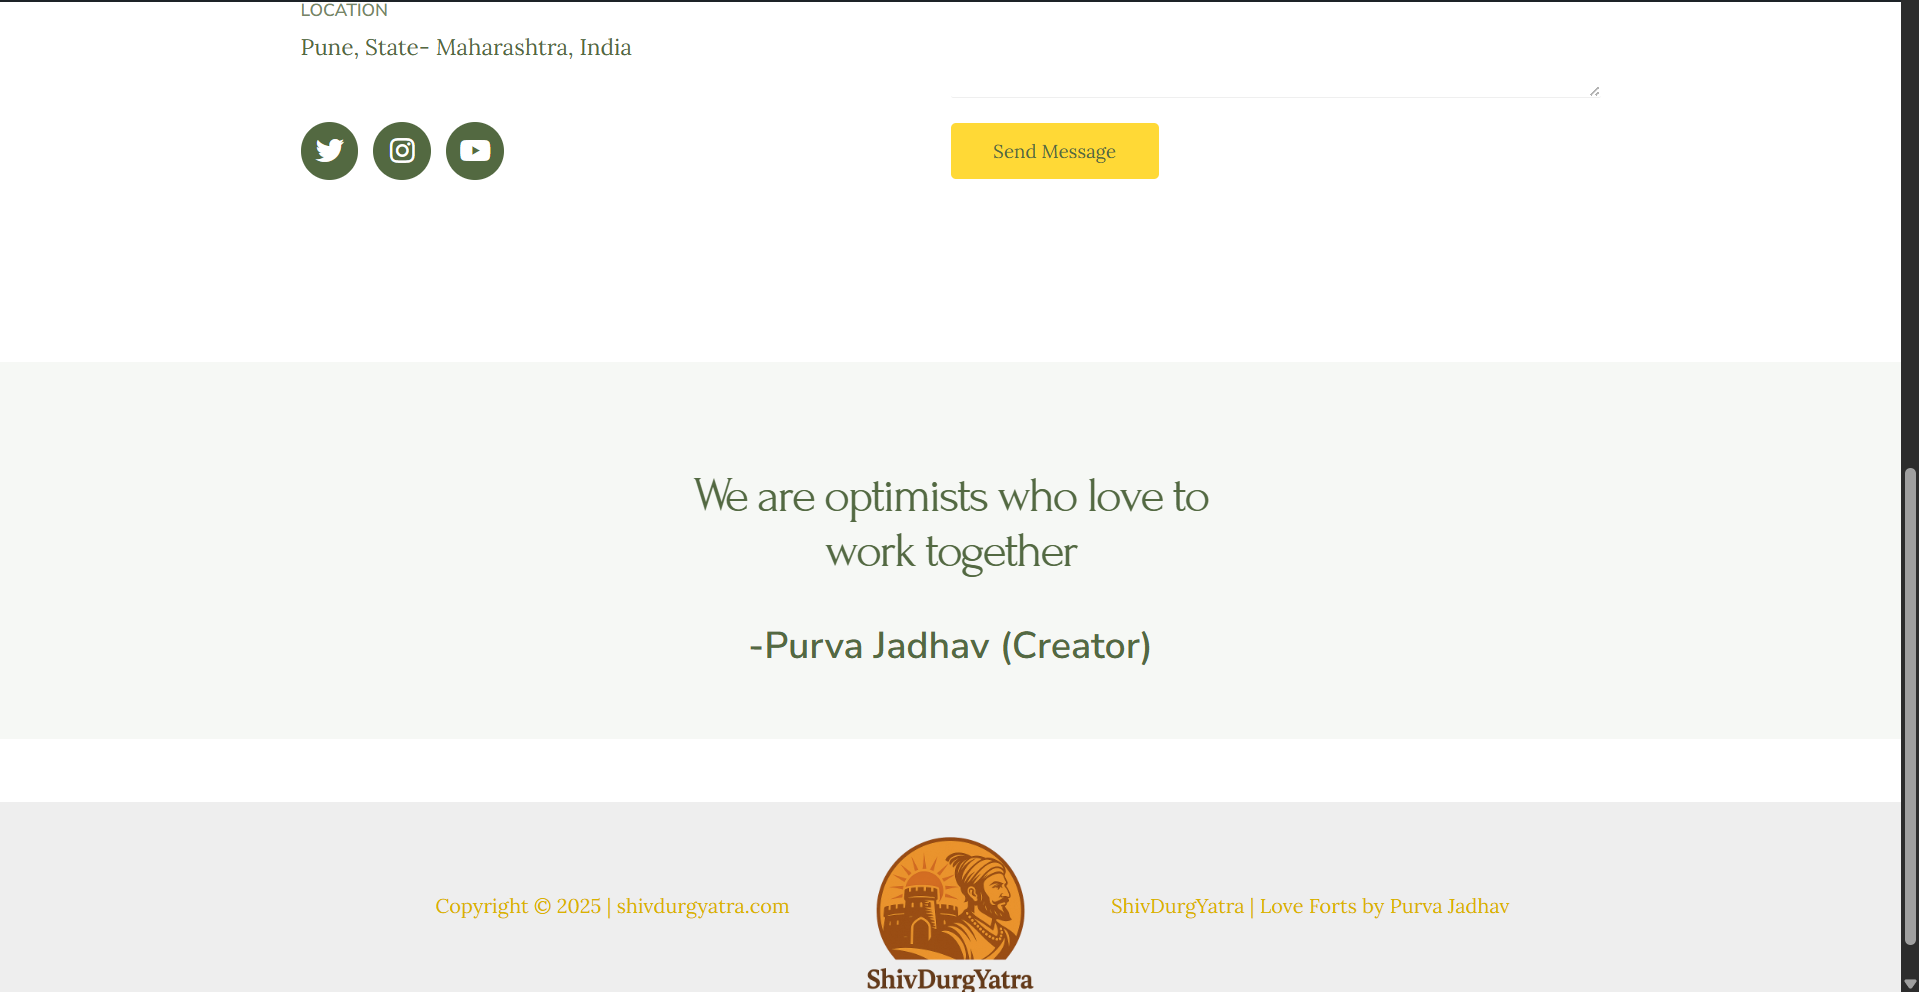 LOCATION
Pune, State- Maharashtra, India
Send Message
We are optimists who love to
work together
-Purva Jadhav (Creator)
Copyright © 2025 | shivdurgyatra.com
ShivDurgYatra
ShivDurgYatra | Love Forts by Purva Jadhav